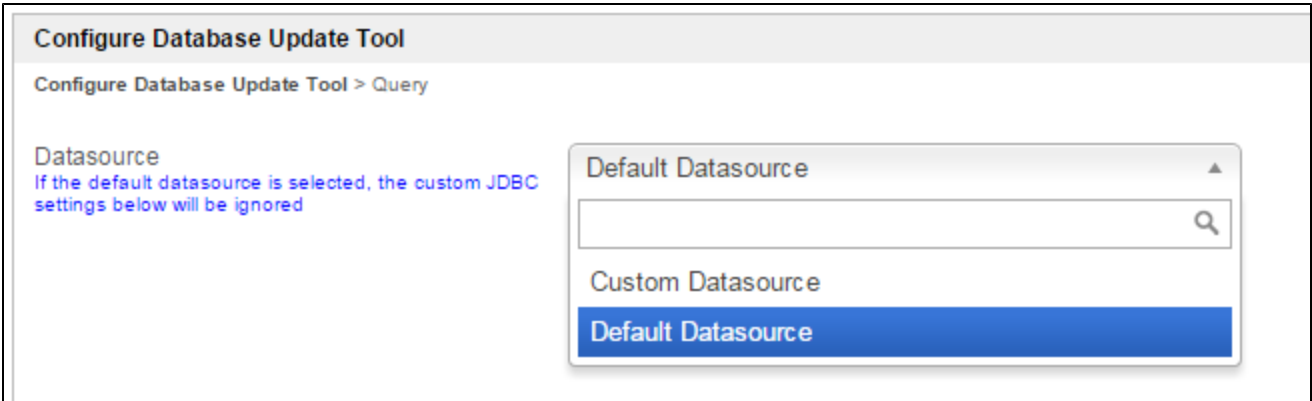 Configure Database Update Tool
Configure Database Update Tool > Query
Datasource
If the default datasource is selected, the custom JDBC
settings below will be ignored
Default Datasource
Custom Datasource
Default Datasource